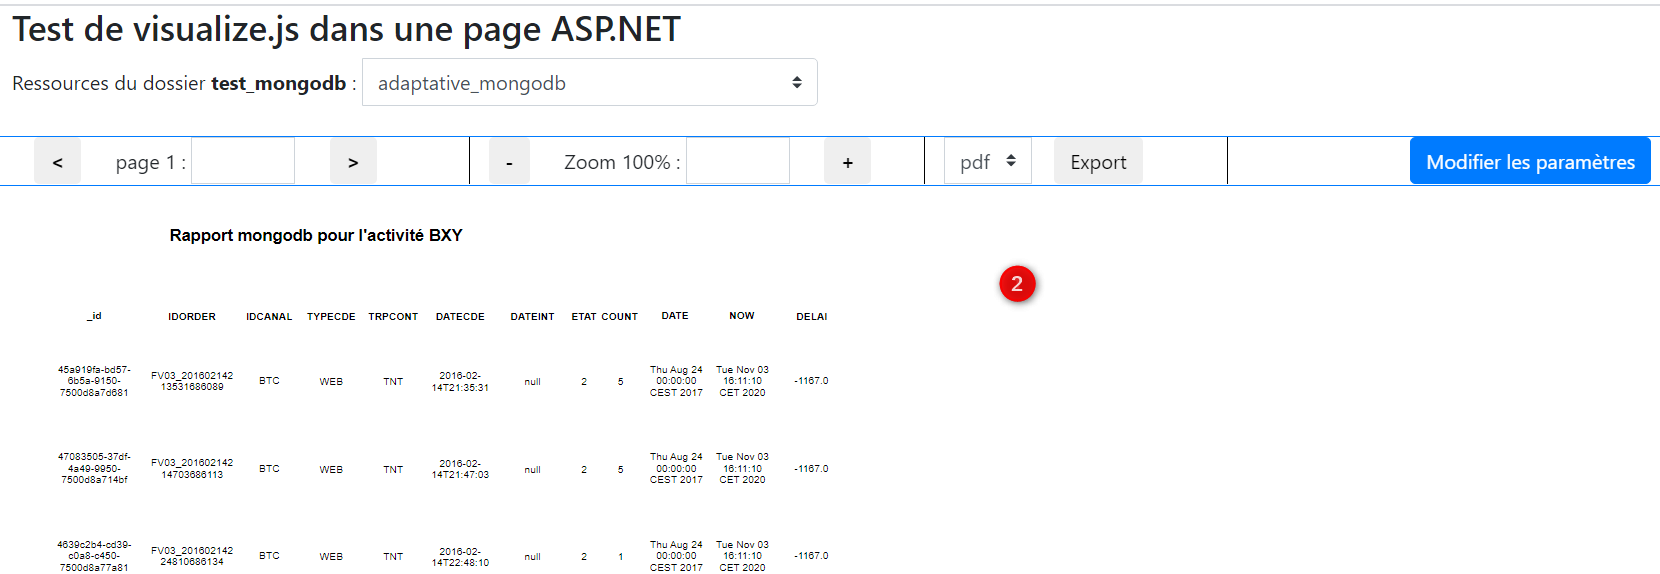 Test de visualize.js dans une page ASP.NET
Ressources du dossier test_mongodb : adaptative_mongodb
< page 1 : > - Zoom 100% : + pdf Export Modifier les paramètres
Rapport mongodb pour l'activité BXY
2
_id IDORDER IDCANAL TYPECDE TRPCONT DATECDE DATEINT ETAT COUNT DATE NOW DELAI
45a919fa-bd57- Thu Aug 24 Tue Nov 03
6b5a-9150- FV03_201602142 BTC WEB TNT 2016-02- null 2 5 00:00:00 16:11:10 -1167.0
7500d8a7d681 13531686089 14T21:35:31 CEST 2017 CET 2020
47083505-37df- Thu Aug 24 Tue Nov 03
4a49-9950- FV03_201602142 BTC WEB TNT 2016-02- null 2 5 00:00:00 16:11:10 -1167.0
7500d8a714bf 14703686113 14T21:47:03 CEST 2017 CET 2020
4639c2b4-cd39- Thu Aug 24 Tue Nov 03
c0a8-c450- FV03_201602142 BTC WEB TNT 2016-02- null 2 1 00:00:00 16:11:10 -1167.0
7500d8a77a81 24810686134 14T22:48:10 CEST 2017 CET 2020